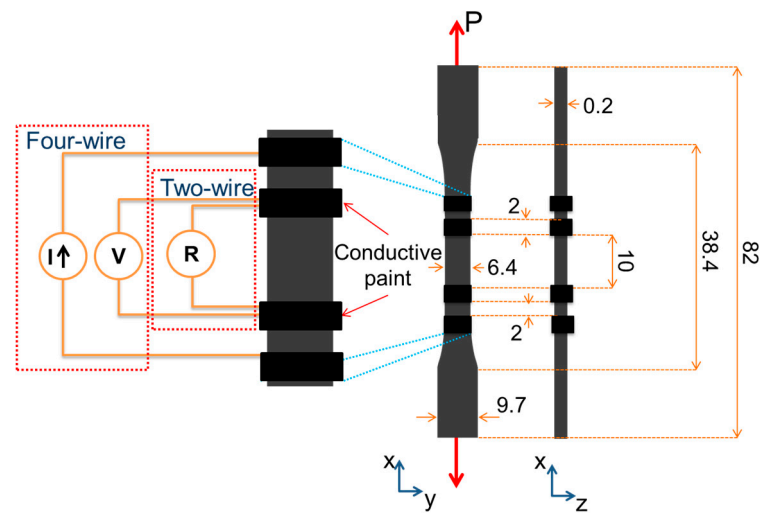 P
Four-wire
Two-wire
I↑
V
R
Conductive
paint
0.2
2
6.4
10
38.4
82
2
9.7
x
y
x
z